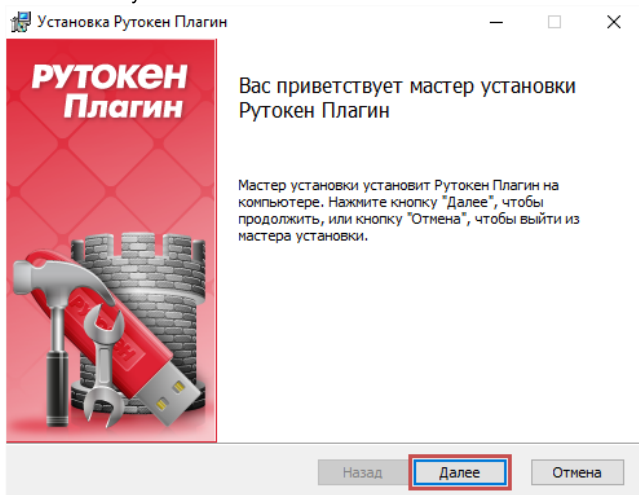 Установка Рутокен Плагин
рутокен
Плагин
Вас приветствует мастер установки
Рутокен Плагин
Мастер установки установит Рутокен Плагин на
компьютере. Нажмите кнопку "Далее", чтобы
продолжить, или кнопку "Отмена", чтобы выйти из
мастера установки.
Назад
Далее
Отмена